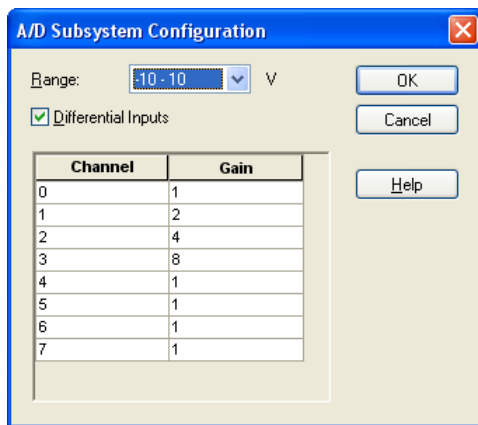 A/D Subsystem Configuration
Range: -10 - 10 V
Differential Inputs
OK
Cancel
Help
Channel Gain
0 1
1 2
2 4
3 8
4 1
5 1
6 1
7 1